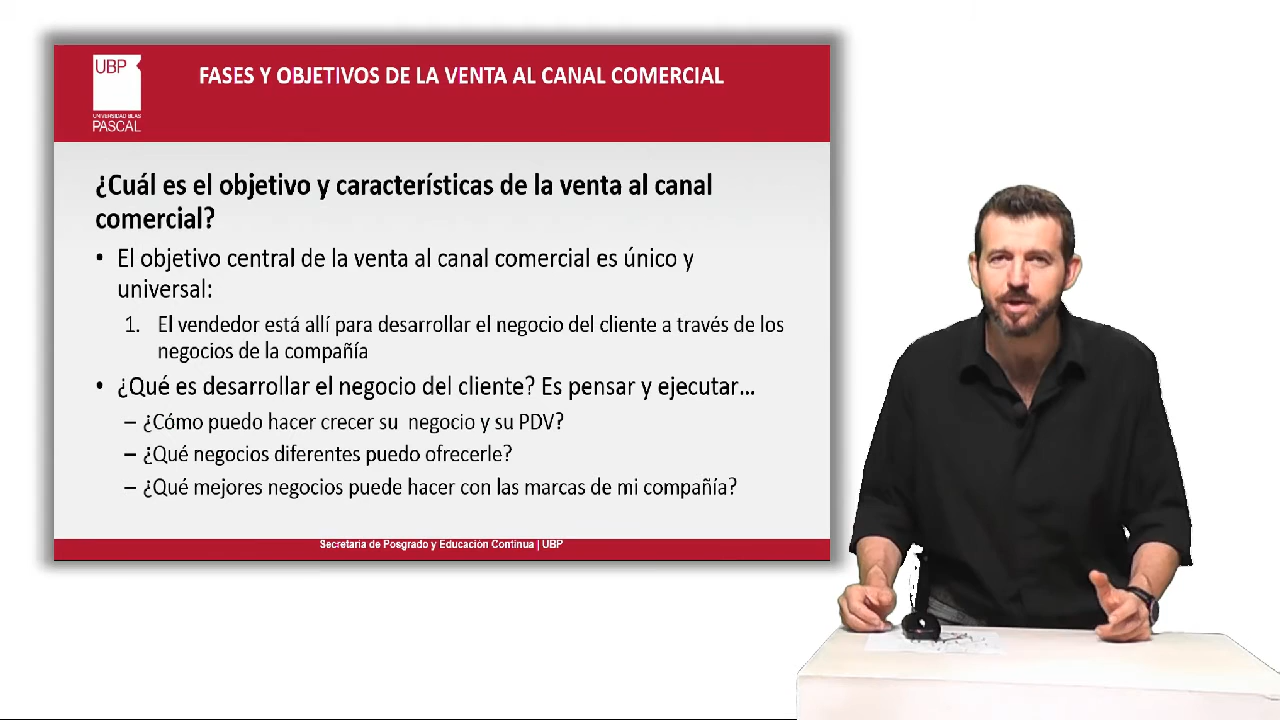 UBP
UNIVERSIDAD BLAS
PASCAL
FASES Y OBJETIVOS DE LA VENTA AL CANAL COMERCIAL
¿Cuál es el objetivo y características de la venta al canal
comercial?
• El objetivo central de la venta al canal comercial es único y
universal:
1. El vendedor está allí para desarrollar el negocio del cliente a través de los
negocios de la compañía
• ¿Qué es desarrollar el negocio del cliente? Es pensar y ejecutar...
– ¿Cómo puedo hacer crecer su negocio y su PDV?
– ¿Qué negocios diferentes puedo ofrecerle?
– ¿Qué mejores negocios puede hacer con las marcas de mi compañía?
Secretaría de Posgrado y Educación Continua | UBP